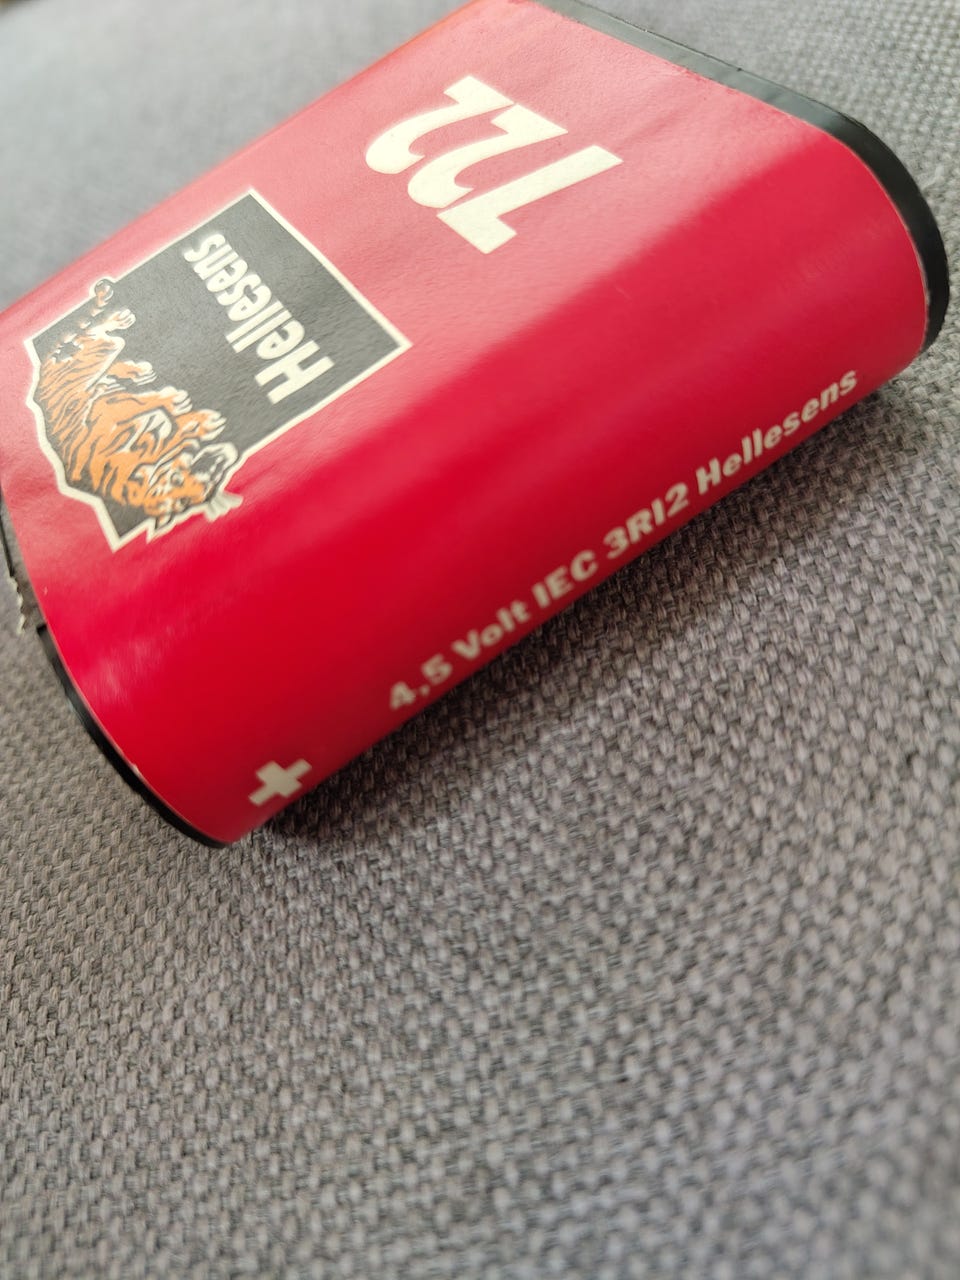 722
Hellesens
4,5 Volt IEC 3R12 Hellesens
+